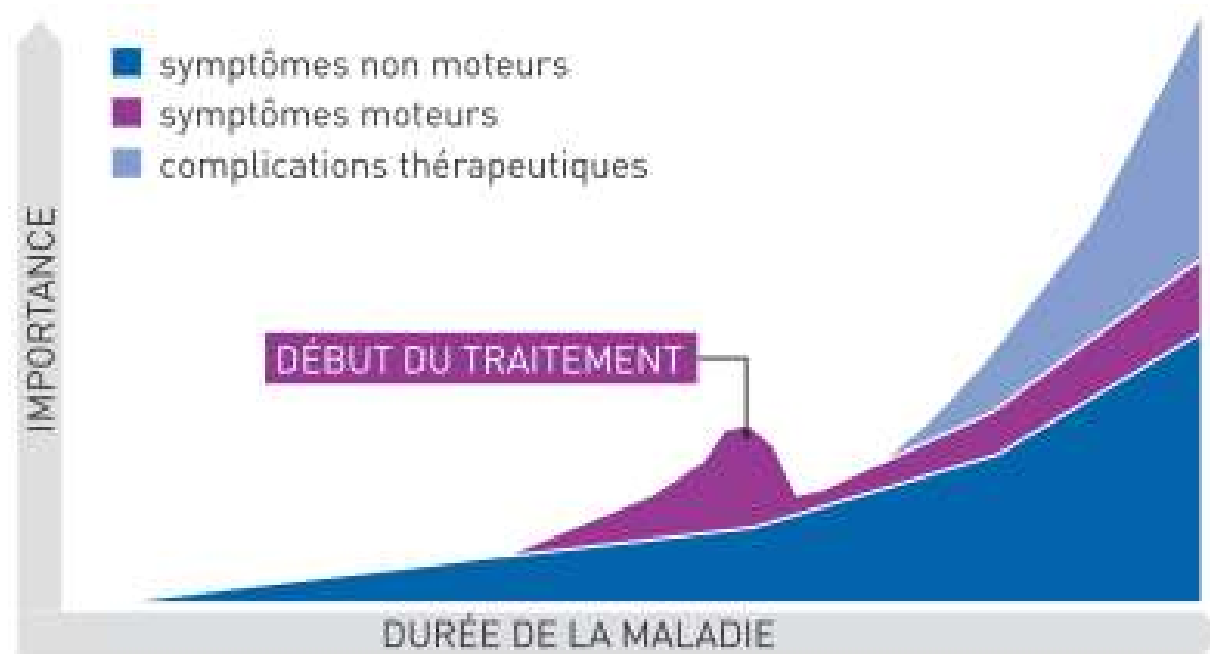 symptômes non moteurs
symptômes moteurs
complications thérapeutiques
IMPORTANCE
DÉBUT DU TRAITEMENT
DURÉE DE LA MALADIE